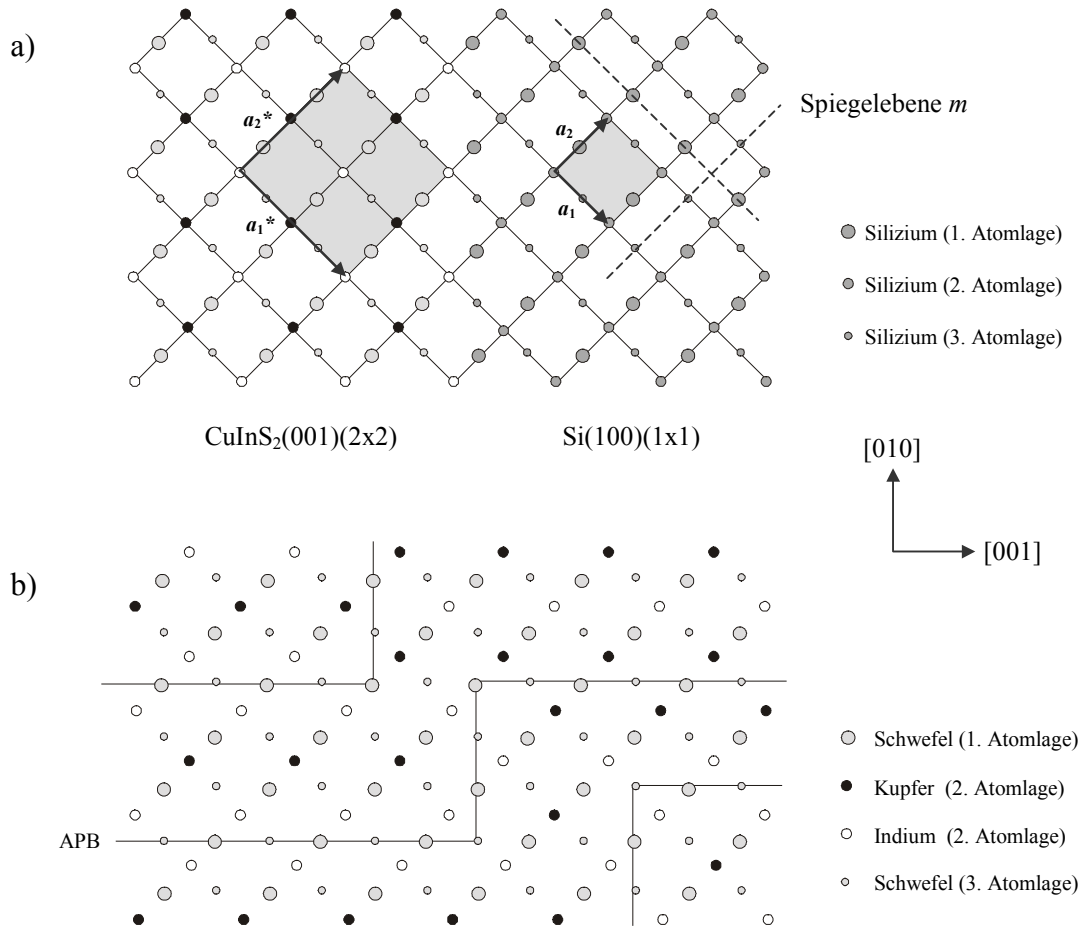 a)
a₂*
a₁*
a₂
a₁
Spiegelebene m
Silizium (1. Atomlage)
Silizium (2. Atomlage)
Silizium (3. Atomlage)
CuInS₂(001)(2x2)
Si(100)(1x1)
[010]
[001]
b)
APB
Schwefel (1. Atomlage)
Kupfer (2. Atomlage)
Indium (2. Atomlage)
Schwefel (3. Atomlage)